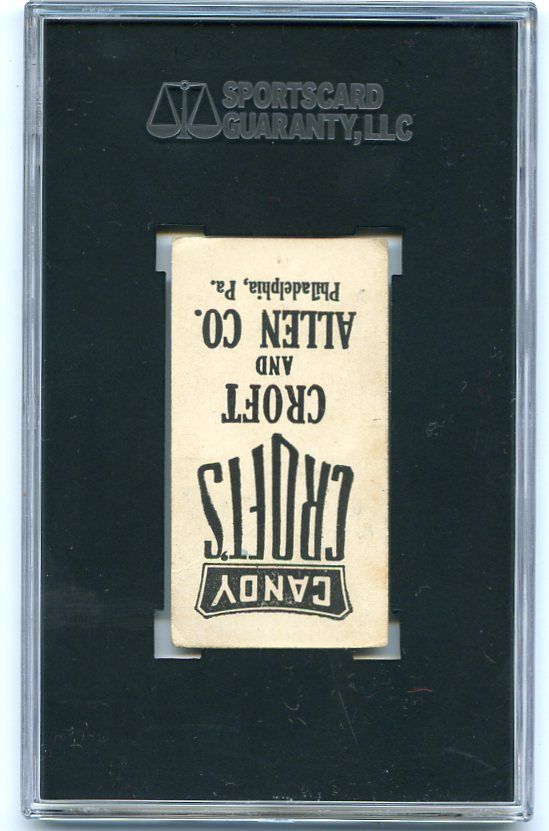 SPORTSCARD
GUARANTY, LLC
CANDY
CROFT'S
CROFT
AND
ALLEN CO.
Philadelphia, Pa.